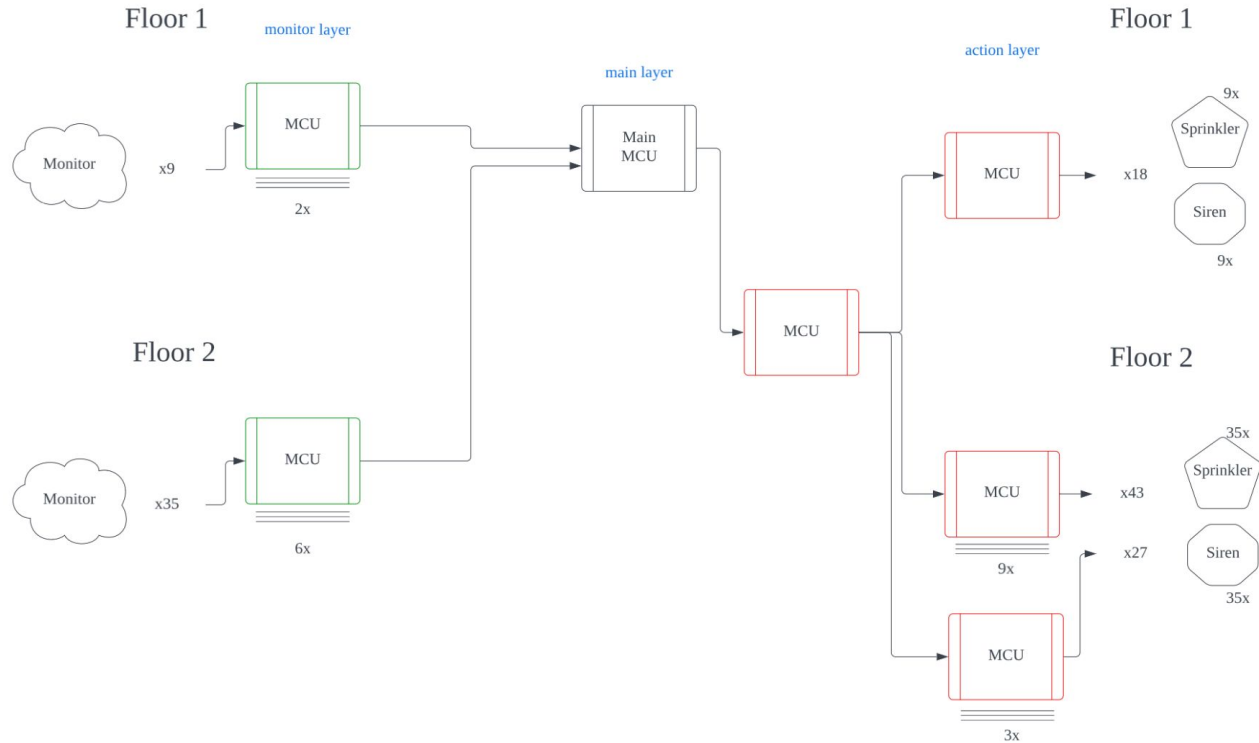 Floor 1
monitor layer
main layer
action layer
Floor 1
Monitor
x9
MCU
2x
Main
MCU
MCU
x18
9x
Sprinkler
Siren
9x
MCU
Floor 2
Floor 2
Monitor
x35
MCU
6x
MCU
9x
x43
x27
35x
Sprinkler
Siren
35x
MCU
3x